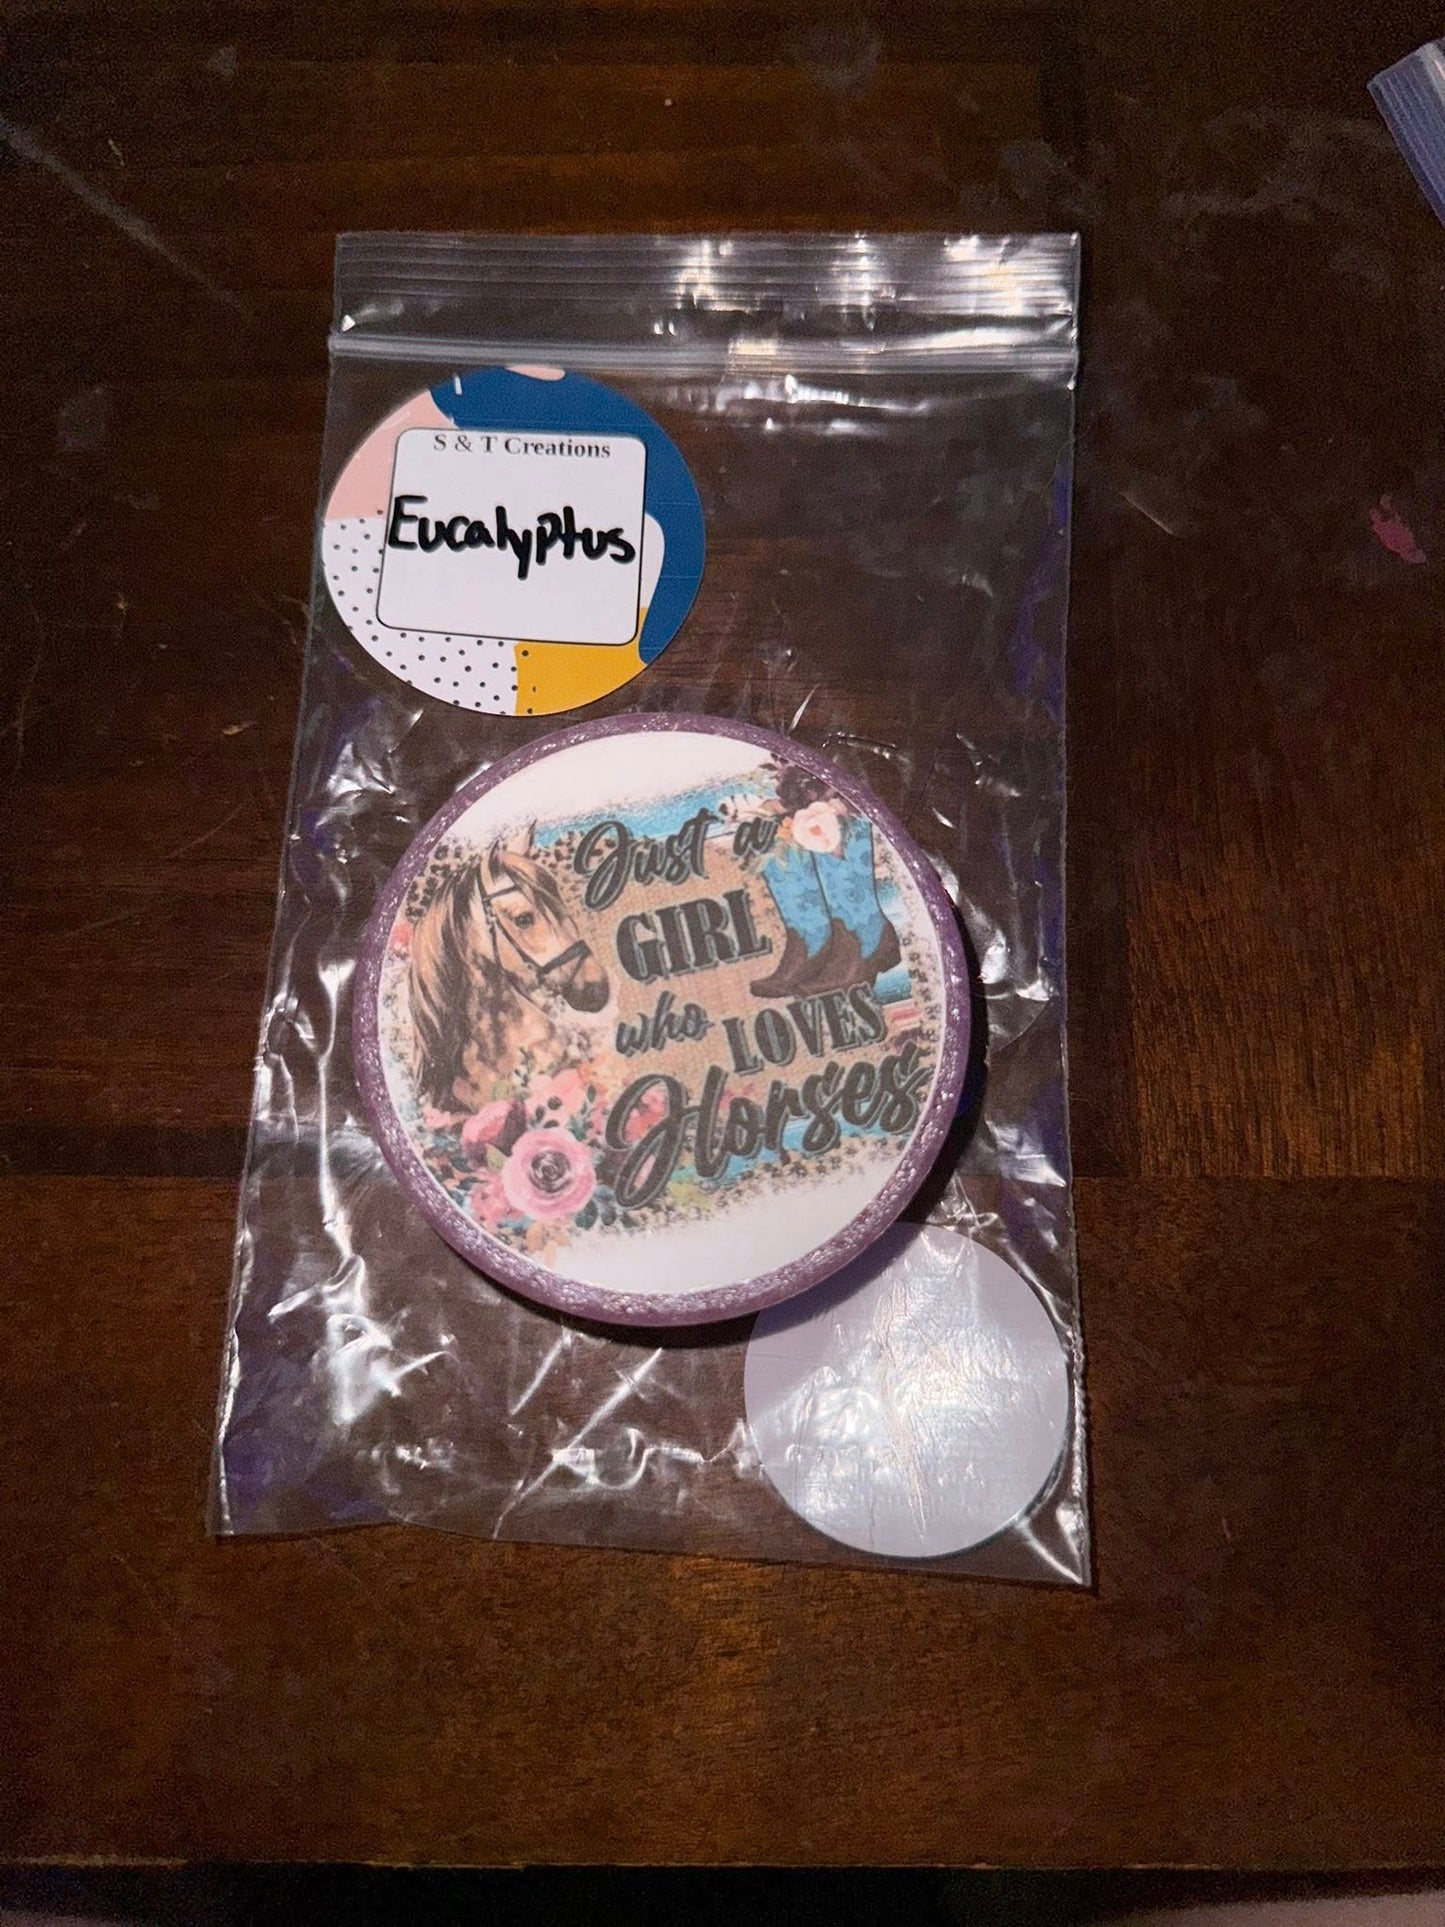 S & T Creations
Eucalyptus
Just a
GIRL
who LOVES
Horses